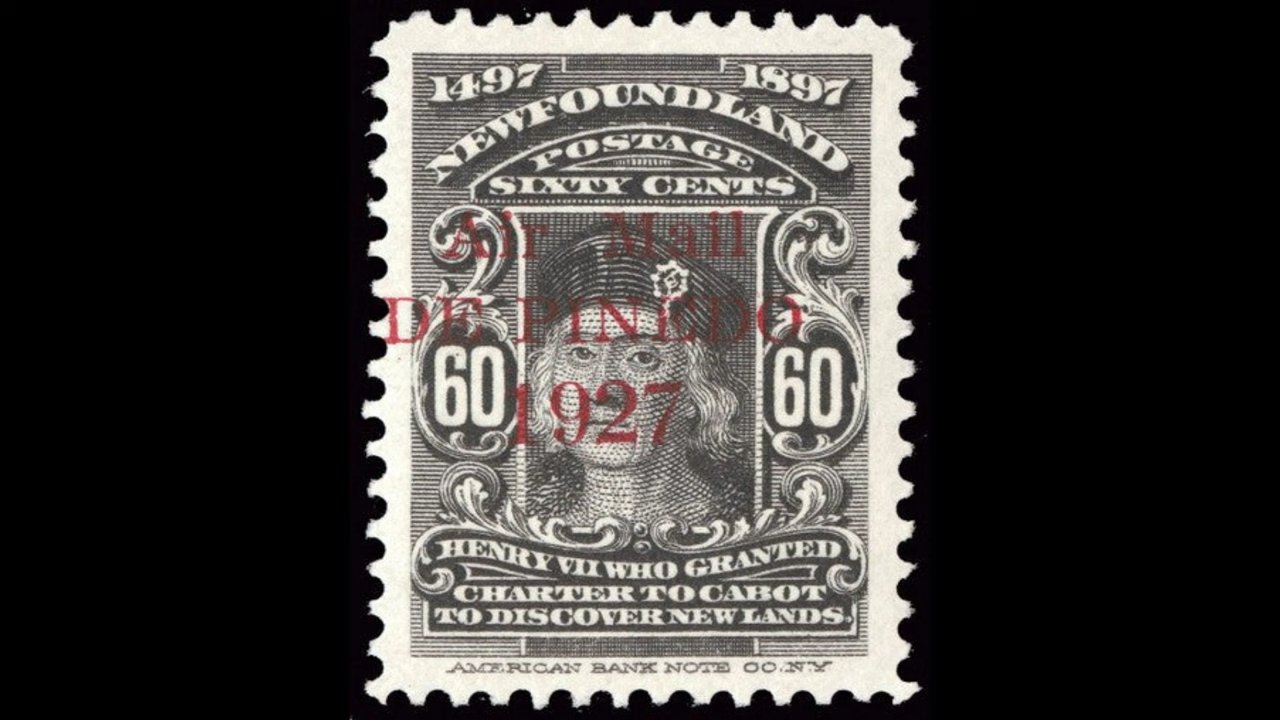 1497 1897
NEWFOUNDLAND
POSTAGE
SIXTY CENTS
Air Mail
DE PINEDO
60 60
1927
HENRY VII WHO GRANTED
CHARTER TO CABOT
TO DISCOVER NEW LANDS.
AMERICAN BANK NOTE CO. N.Y